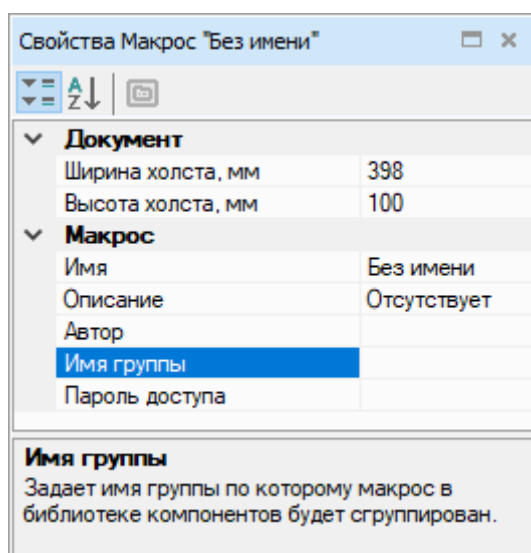 Свойства Макрос "Без имени"
Документ
Ширина холста, мм 398
Высота холста, мм 100
Макрос
Имя Без имени
Описание Отсутствует
Автор
Имя группы
Пароль доступа
Имя группы
Задает имя группы по которому макрос в
библиотеке компонентов будет сгруппирован.